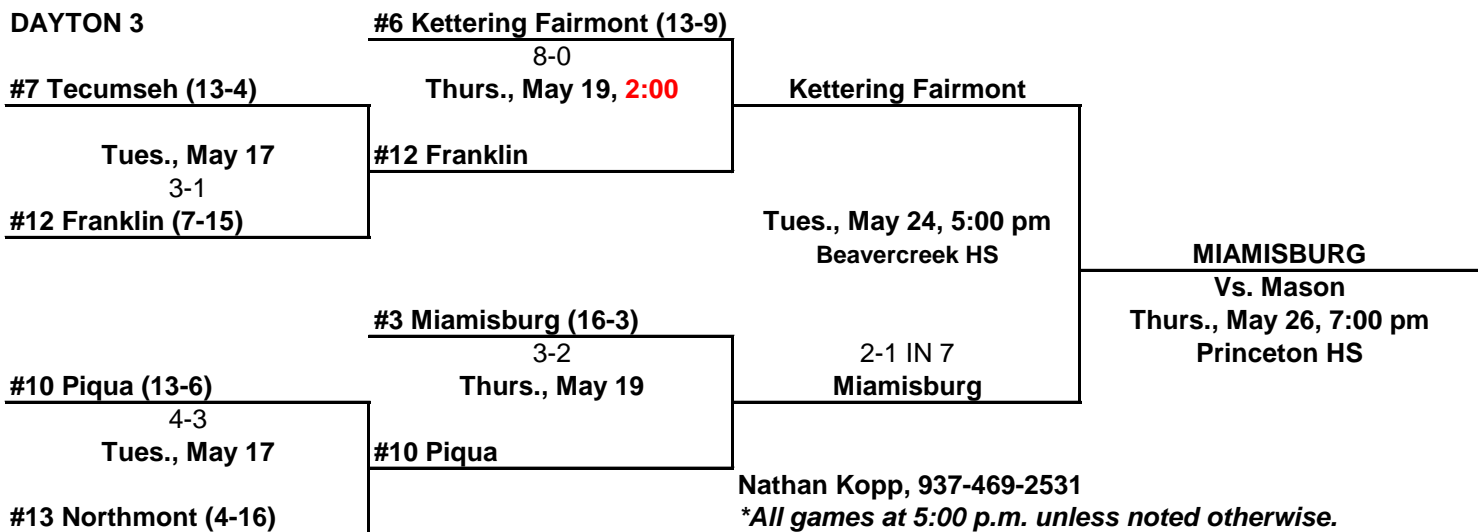 DAYTON 3
#6 Kettering Fairmont (13-9)
8-0
#7 Tecumseh (13-4)
Thurs., May 19, 2:00
Kettering Fairmont
Tues., May 17
#12 Franklin
3-1
#12 Franklin (7-15)
Tues., May 24, 5:00 pm
Beavercreek HS
MIAMISBURG
Vs. Mason
#3 Miamisburg (16-3)
Thurs., May 26, 7:00 pm
3-2
2-1 IN 7
Princeton HS
#10 Piqua (13-6)
Thurs., May 19
Miamisburg
4-3
Tues., May 17
#10 Piqua
Nathan Kopp, 937-469-2531
#13 Northmont (4-16)
*All games at 5:00 p.m. unless noted otherwise.